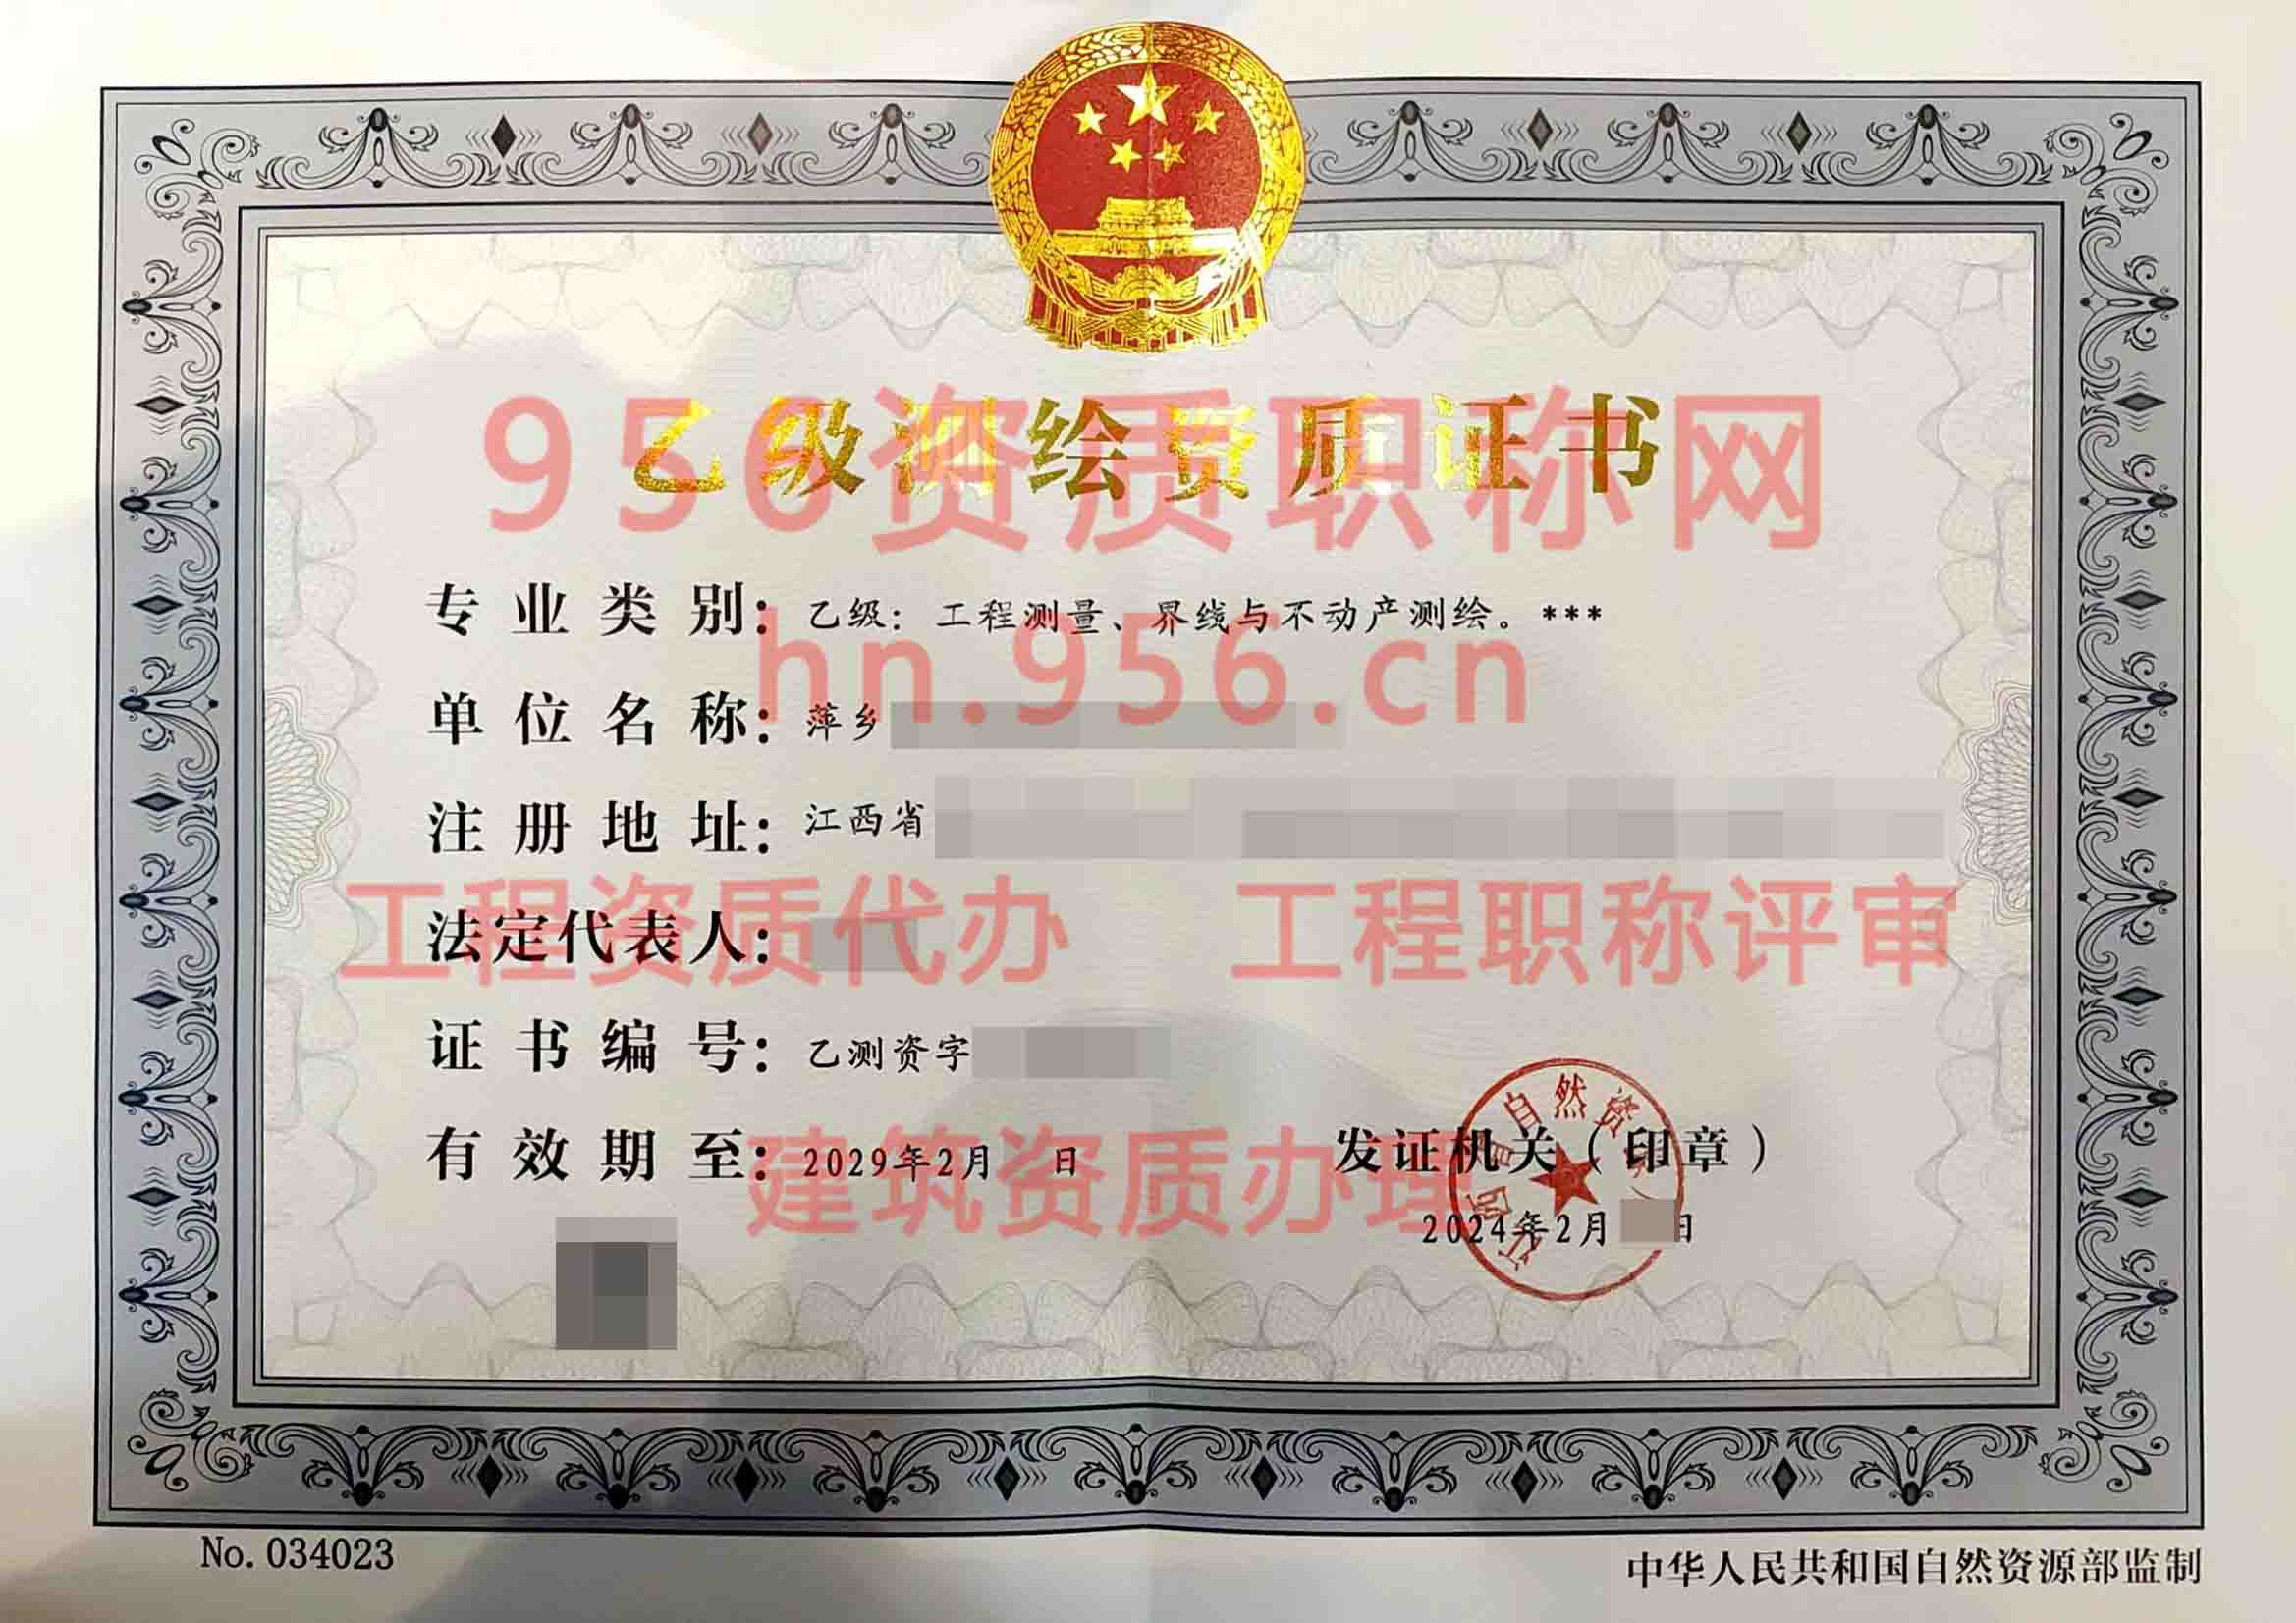 乙级测绘资质证书
956资质职称网
专业类别：乙级：工程测量、界线与不动产测绘。***
hn.956.cn
单位名称：萍乡
注册地址：江西省
工程资质代办 工程职称评审
法定代表人：
证书编号：乙测资字
有效期至：2029年2月 日
发证机关（印章）
建筑资质办理
江西省自然资
2024年2月 日
No. 034023
中华人民共和国自然资源部监制